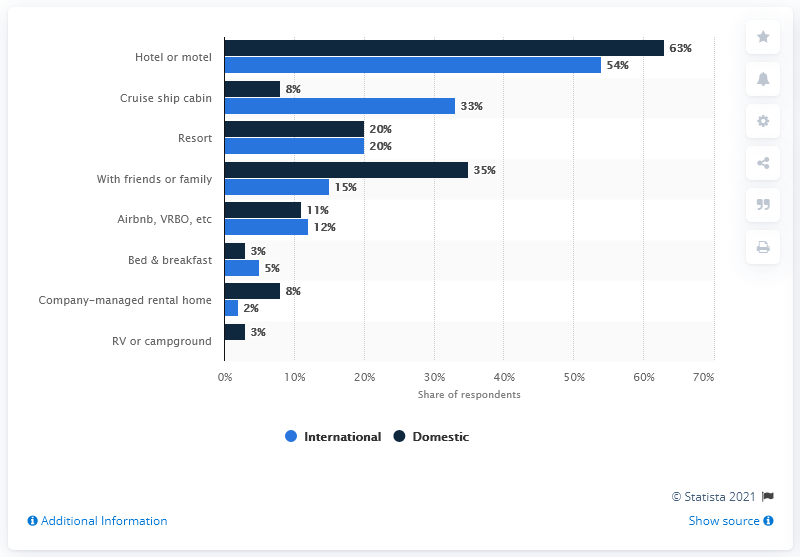 Hotel or motel
63%
54%
Cruise ship cabin
8%
33%
Resort
20%
20%
With friends or family
35%
15%
Airbnb, VRBO, etc
11%
12%
Bed & breakfast
3%
5%
Company-managed rental home
8%
2%
RV or campground
3%
0% 10% 20% 30% 40% 50% 60% 70%
Share of respondents
International Domestic
© Statista 2021
Additional Information Show source